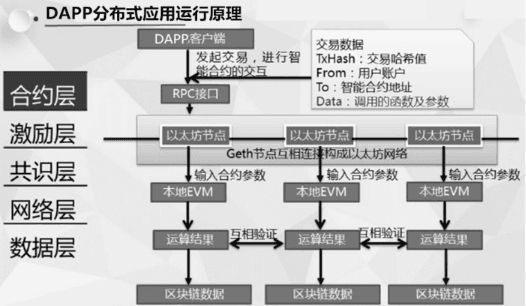 DAPP分布式应用运行原理
DAPP客户端
发起交易，进行智
能合约的交互
交易数据
TxHash：交易哈希值
From：用户账户
To：智能合约地址
Data：调用的函数及参数
RPC接口
合约层
激励层
共识层
网络层
数据层
以太坊节点
以太坊节点
以太坊节点
Geth节点互相连接构成以太坊网络
输入合约参数
输入合约参数
输入合约参数
本地EVM
本地EVM
本地EVM
运算结果
互相验证
运算结果
互相验证
运算结果
区块链数据
区块链数据
区块链数据